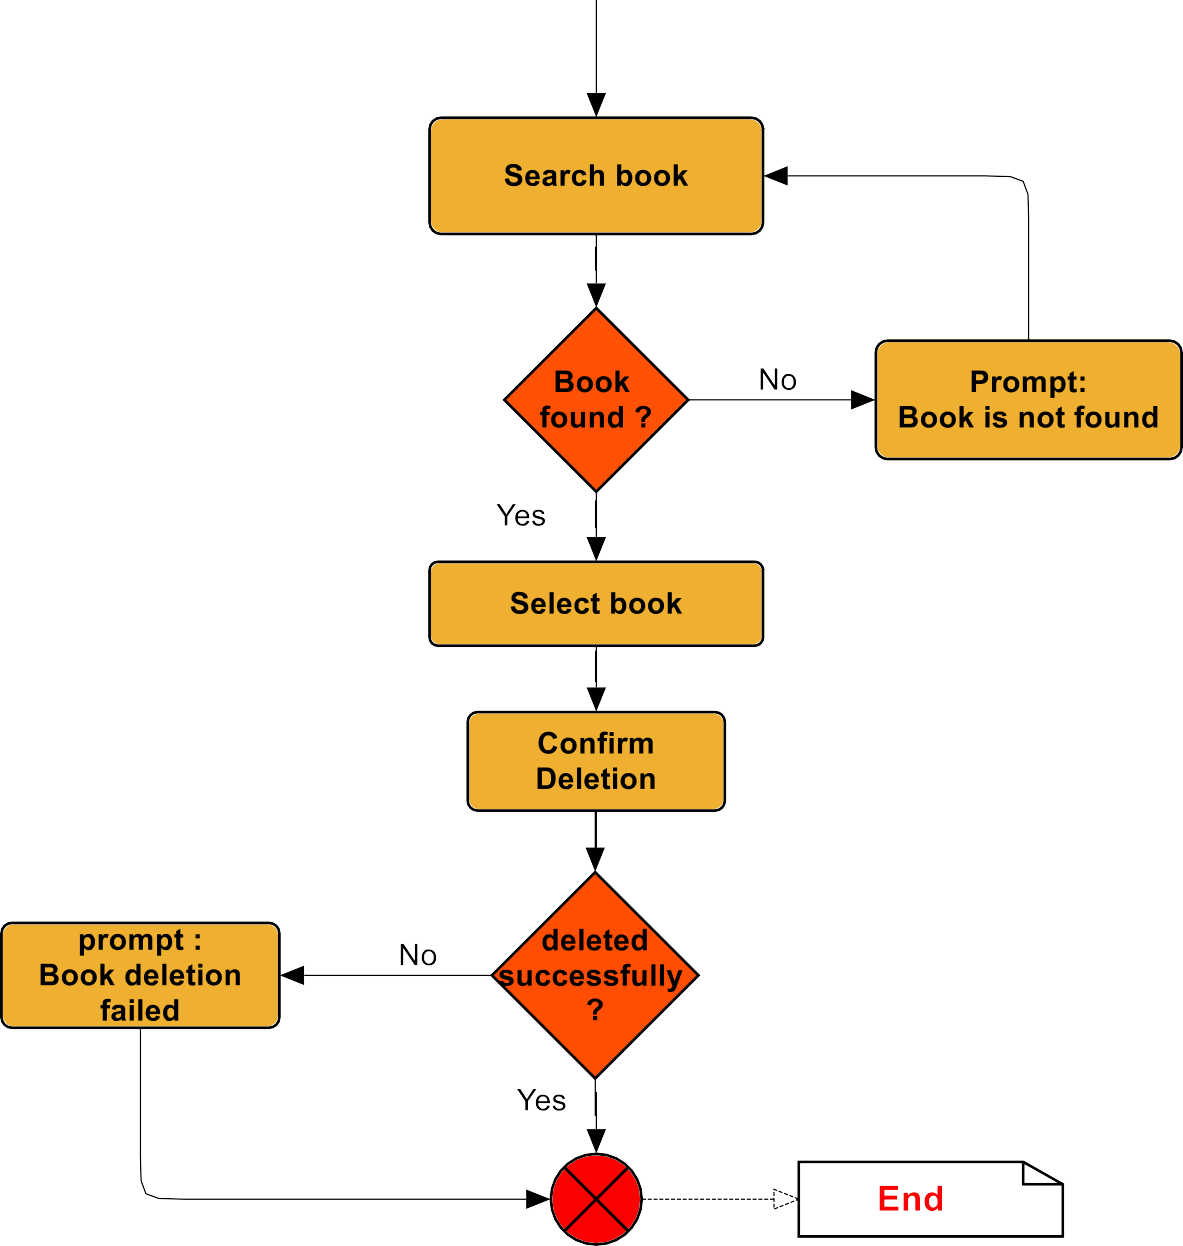 Search book
Book
found ?
No
Prompt:
Book is not found
Yes
Select book
Confirm
Deletion
deleted
successfully
?
No
prompt :
Book deletion
failed
Yes
End